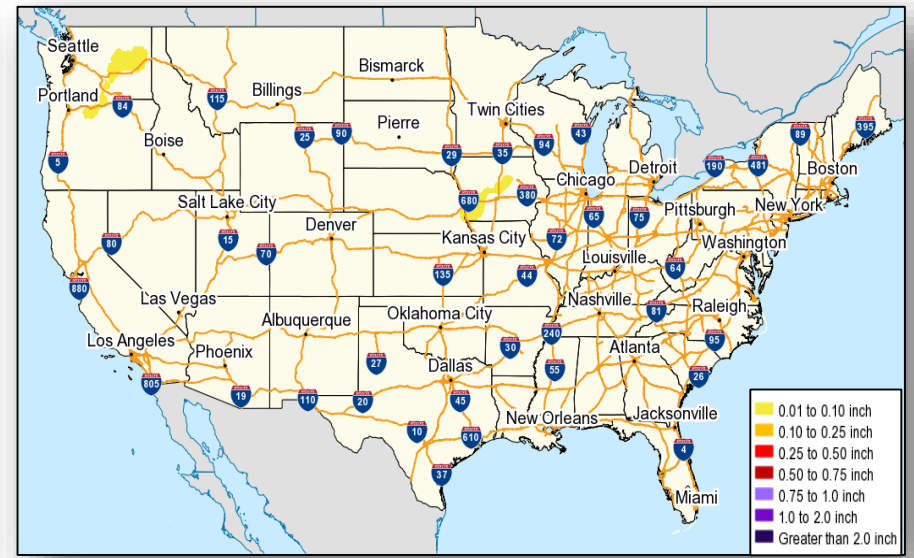 Seattle
Portland
84
115
Billings
Bismarck
Boise
25
90
Pierre
Twin Cities
29
35
94
43
5
Chicago
Detroit
190
481
89
395
Boston
680
380
65
75
Pittsburgh
New York
Salt Lake City
80
15
70
Denver
Kansas City
72
Washington
880
135
44
Louisville
64
Las Vegas
Albuquerque
Oklahoma City
Nashville
81
Raleigh
Los Angeles
Phoenix
27
30
240
Atlanta
95
805
19
110
20
Dallas
45
55
26
10
610
New Orleans
Jacksonville
37
4
Miami
0.01 to 0.10 inch
0.10 to 0.25 inch
0.25 to 0.50 inch
0.50 to 0.75 inch
0.75 to 1.0 inch
1.0 to 2.0 inch
Greater than 2.0 inch